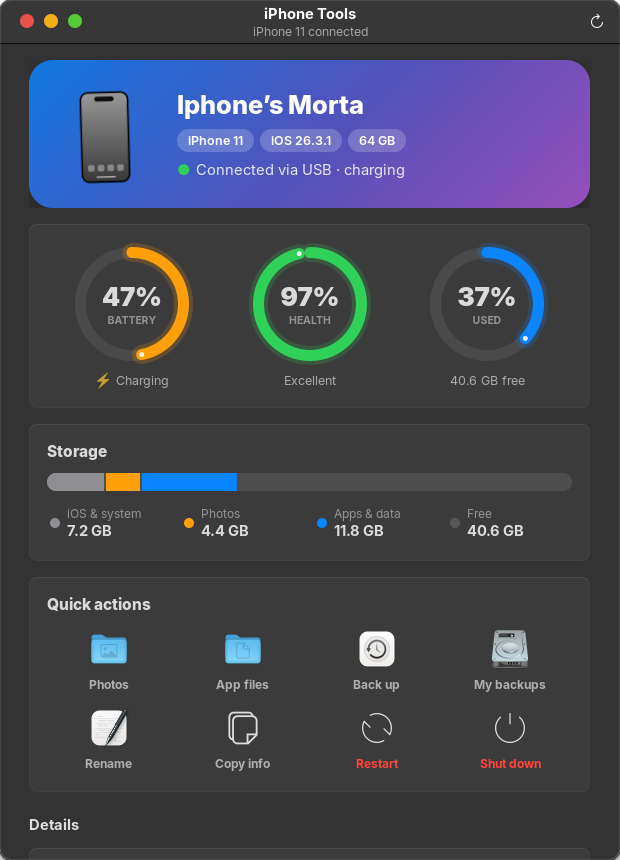 iPhone Tools
iPhone 11 connected
Iphone’s Morta
iPhone 11 iOS 26.3.1 64 GB
Connected via USB · charging
47% 97% 37%
BATTERY HEALTH USED
⚡ Charging Excellent 40.6 GB free
Storage
iOS & system Photos Apps & data Free
7.2 GB 4.4 GB 11.8 GB 40.6 GB
Quick actions
Photos App files Back up My backups
Rename Copy info Restart Shut down
Details